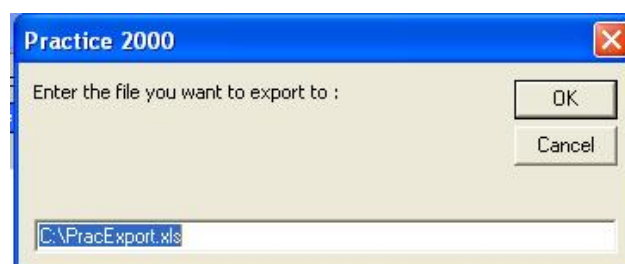 Practice 2000
Enter the file you want to export to :
OK
Cancel
C:\PracExport.xls